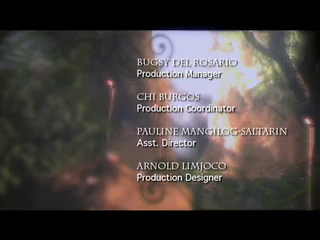 BUGSY DEL ROSARIO
Production Manager
CHI BURGOS
Production Coordinator
PAULINE MANGILOG-SALTARIN
Asst. Director
ARNOLD LIMJOCO
Production Designer